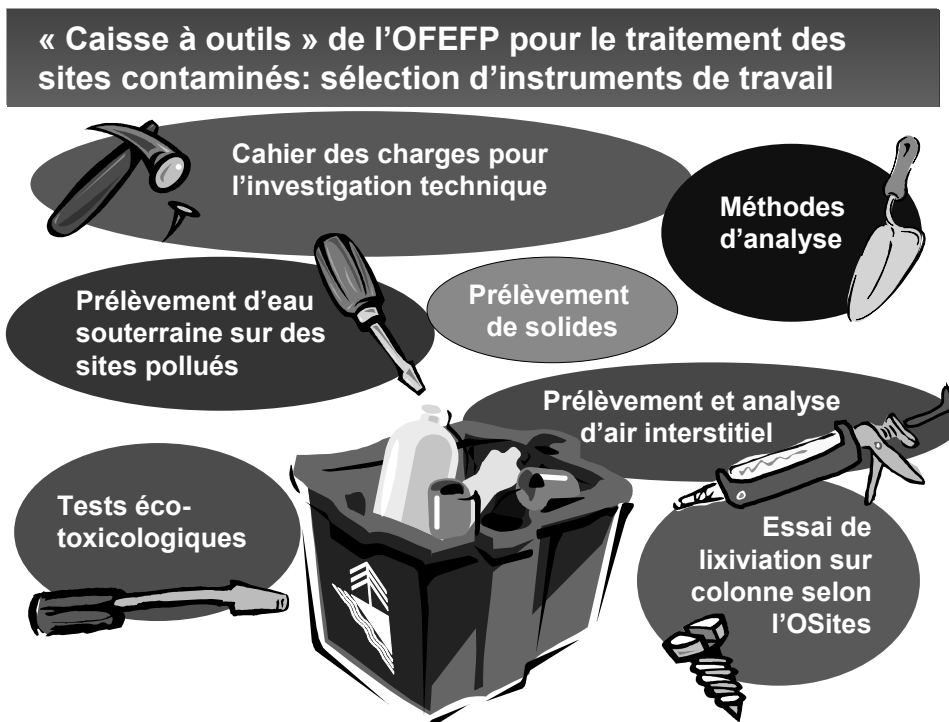 « Caisse à outils » de l’OFEFP pour le traitement des
sites contaminés: sélection d’instruments de travail
Cahier des charges pour
l’investigation technique
Méthodes
d’analyse
Prélèvement d’eau
souterraine sur des
sites pollués
Prélèvement
de solides
Prélèvement et analyse
d’air interstitiel
Tests éco-
toxicologiques
Essai de
lixiviation sur
colonne selon
l’OSites